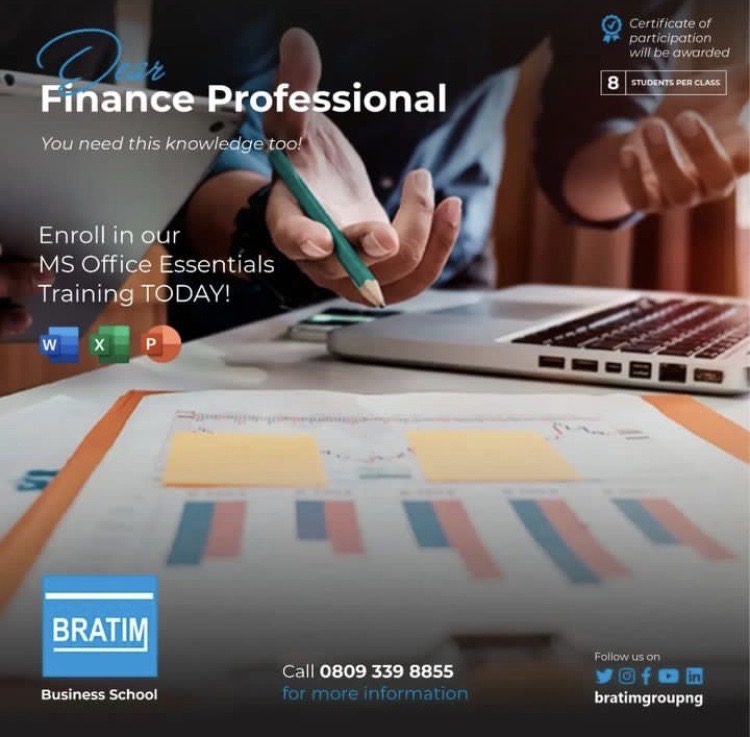 Dear
Finance Professional
You need this knowledge too!
Certificate of
participation
will be awarded
8 STUDENTS PER CLASS
Enroll in our
MS Office Essentials
Training TODAY!
W X P
BRATIM
Business School
Call 0809 339 8855
for more information
Follow us on
bratimgroupng